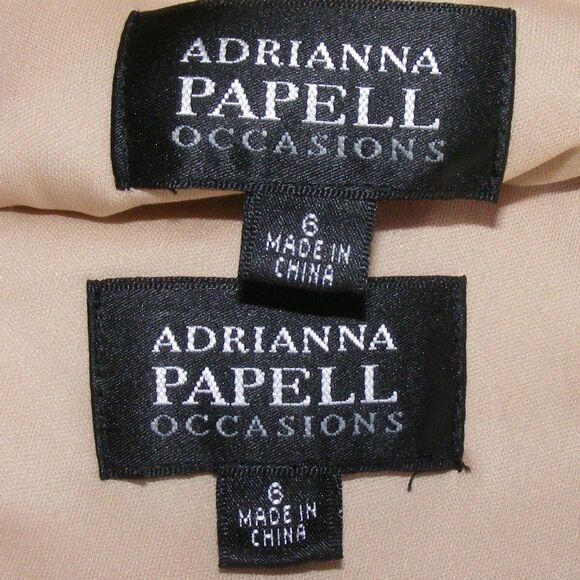 ADRIANNA
PAPELL
OCCASIONS
6
MADE IN
CHINA
ADRIANNA
PAPELL
OCCASIONS
6
MADE IN
CHINA